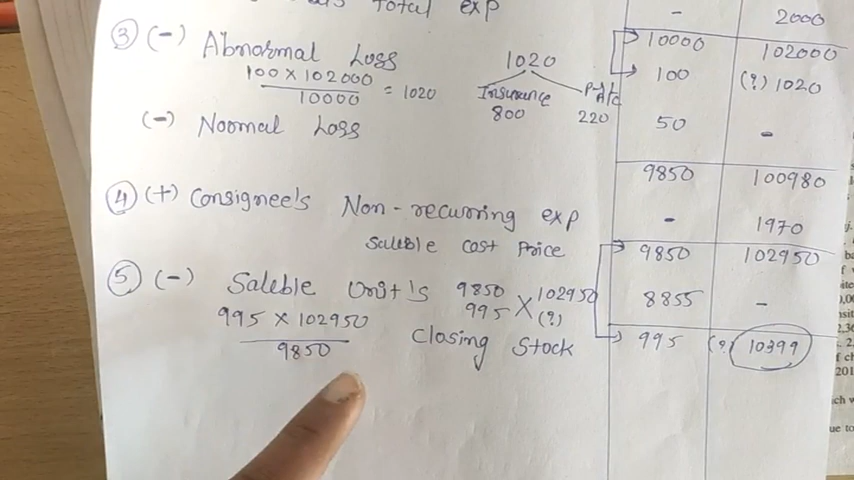 Total exp
- 2000
③ (-) Abnormal Loss 10000 102000
100 × 102000 / 10000 = 1020
1020
Insurance 800
P&L A/c 220
100 (?) 1020
(-) Normal Loss 50 -
9850 100980
④ (+) Consignee's Non-recurring exp - 1970
Saleble Cost Price 9850 102950
⑤ (-) Saleble Unit's 9850 × 102950 8855 -
995 (?)
995 × 102950 / 9850
Closing Stock 995 (?) 10399